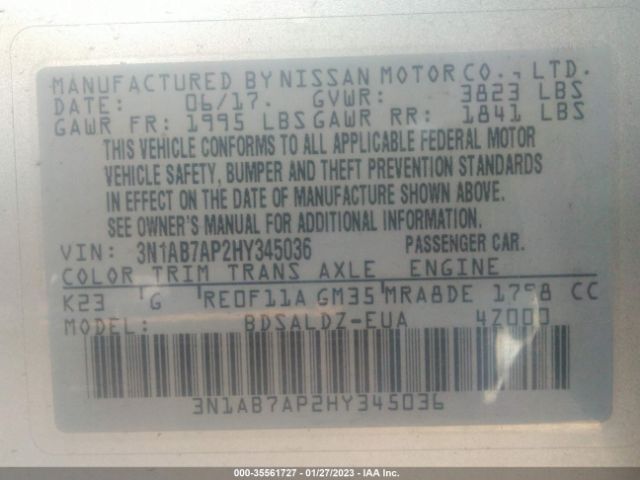 MANUFACTURED BY NISSAN MOTOR CO., LTD.
DATE: 06/17. GVWR: 3823 LBS
GAWR FR: 1995 LBS GAWR RR: 1841 LBS
THIS VEHICLE CONFORMS TO ALL APPLICABLE FEDERAL MOTOR
VEHICLE SAFETY, BUMPER AND THEFT PREVENTION STANDARDS
IN EFFECT ON THE DATE OF MANUFACTURE SHOWN ABOVE.
SEE OWNER'S MANUAL FOR ADDITIONAL INFORMATION.
VIN: 3N1AB7AP2HY345036 PASSENGER CAR.
COLOR TRIM TRANS AXLE ENGINE
K23 G RE0F11A GM35 MRA8DE 1798 CC
MODEL: BDSALDZ-EUA 4Z000
3N1AB7AP2HY345036
000-35561727 - 01/27/2023 - IAAI.COM